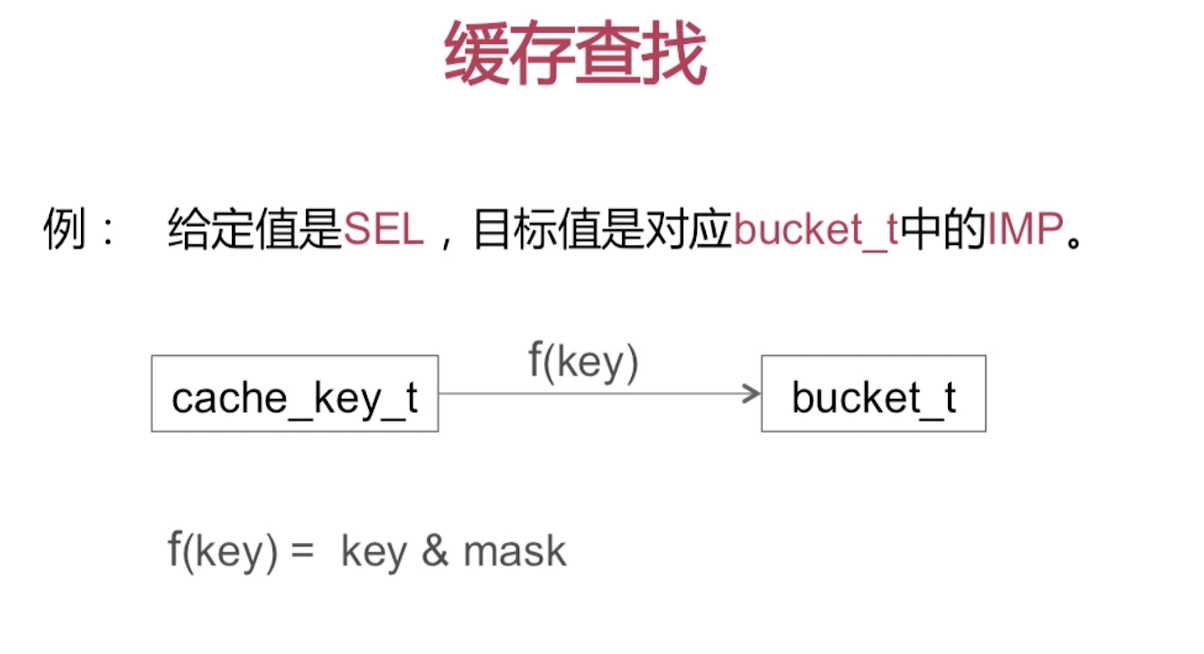 缓存查找
例： 给定值是SEL，目标值是对应bucket_t中的IMP。
f(key)
cache_key_t
bucket_t
f(key) = key & mask